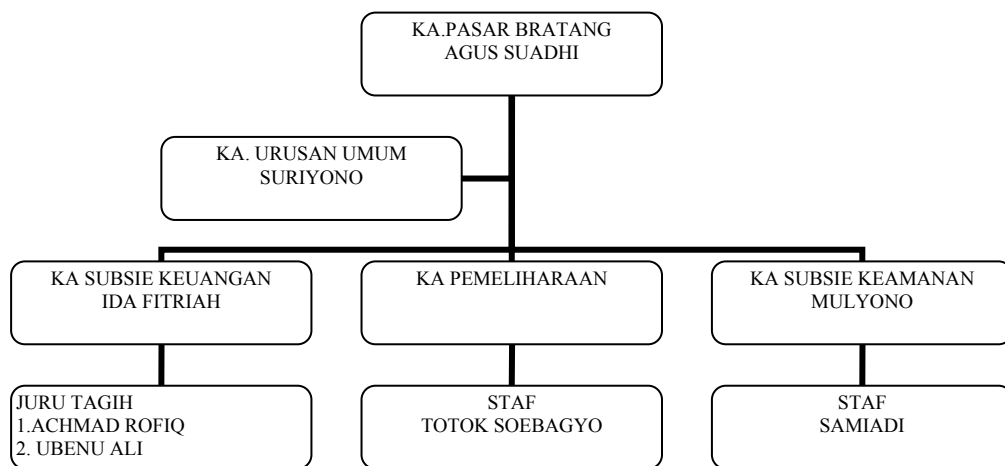 KA.PASAR BRATANG
AGUS SUADHI
KA. URUSAN UMUM
SURIYONO
KA SUBSIE KEUANGAN
IDA FITRIAH
KA PEMELIHARAAN
KA SUBSIE KEAMANAN
MULYONO
JURU TAGIH
1.ACHMAD ROFIQ
2. UBENU ALI
STAF
TOTOK SOEBAGYO
STAF
SAMIADI